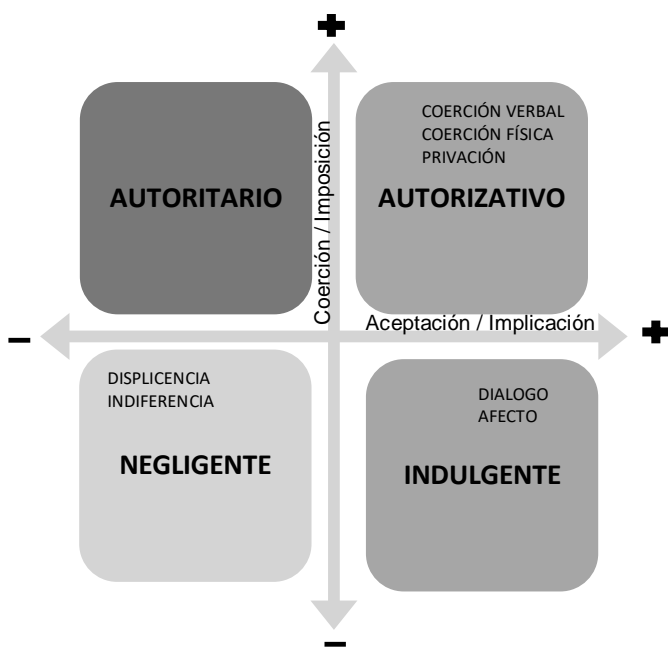 +
COERCIÓN VERBAL
COERCIÓN FÍSICA
PRIVACIÓN
AUTORITARIO
Coerción / Imposición
AUTORIZATIVO
Aceptación / Implicación
–
+
DISPLICENCIA
INDIFERENCIA
NEGLIGENTE
DIALOGO
AFECTO
INDULGENTE
–